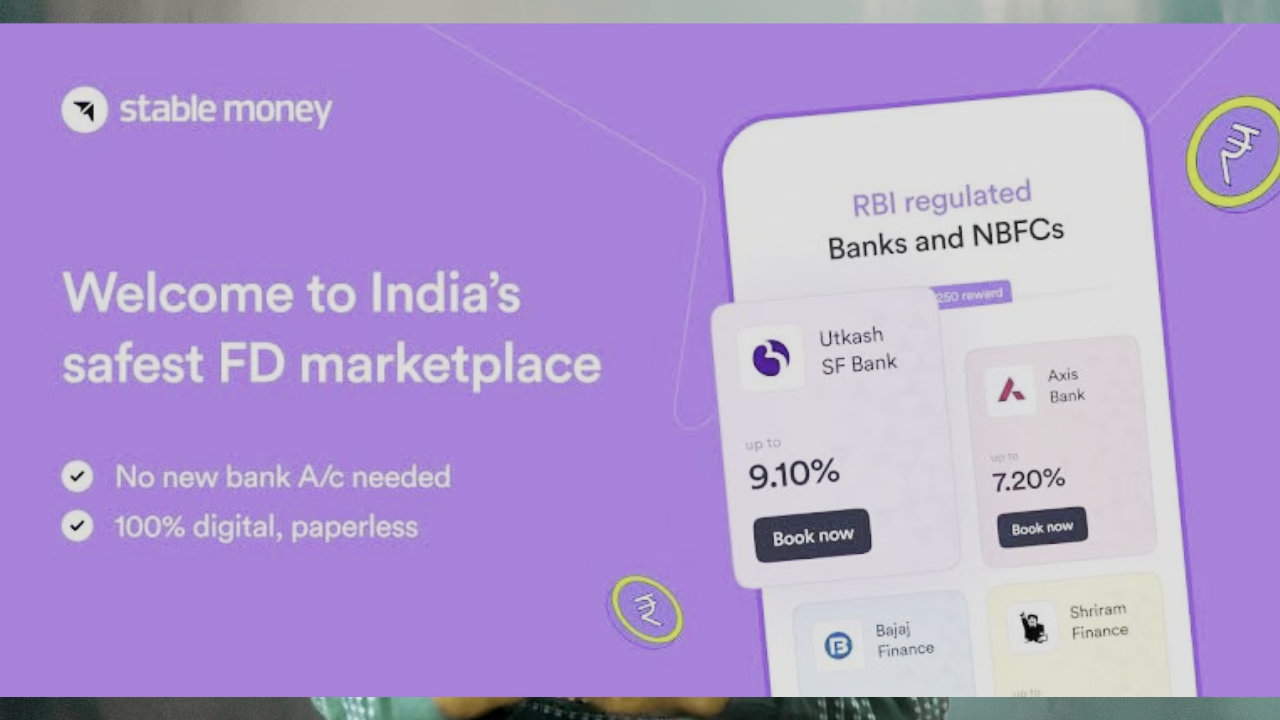 stable money
Welcome to India's
safest FD marketplace
No new bank A/c needed
100% digital, paperless
RBI regulated
Banks and NBFCs
250 reward
Utkash
SF Bank
up to
9.10%
Book now
Axis
Bank
up to
7.20%
Book now
Bajaj
Finance
Shriram
Finance
up to
₹
₹